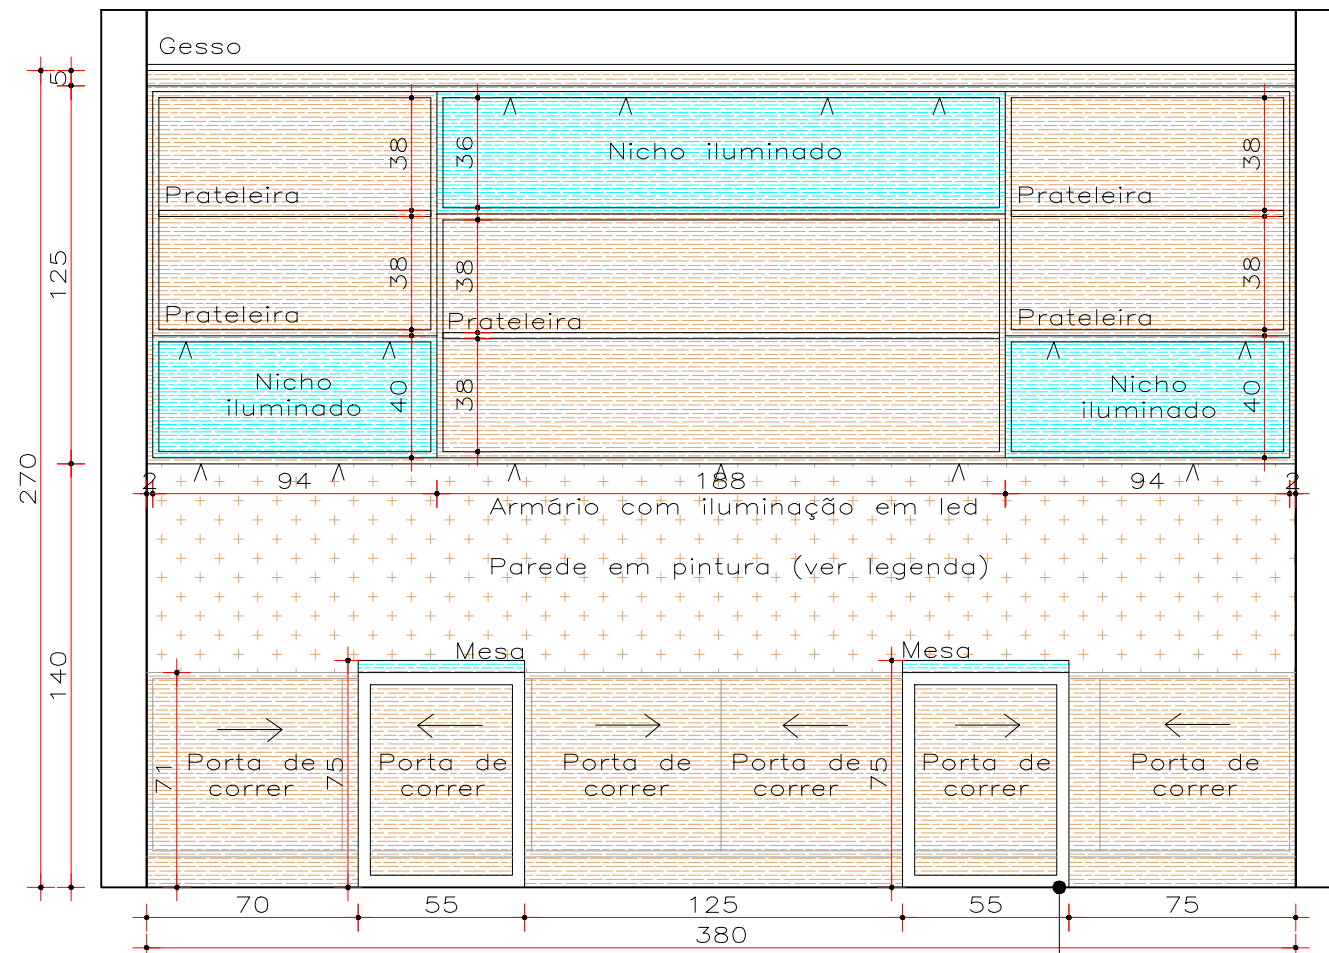 Gesso
5
38
36
Nicho iluminado
38
Prateleira
Prateleira
125
38
38
38
Prateleira
Prateleira
Prateleira
Nicho
iluminado
40
38
Nicho
iluminado
40
270
2
94
188
94
2
Armário com iluminação em led
Parede em pintura (ver legenda)
140
Mesa
Mesa
71
Porta de
correr
75
Porta de
correr
Porta de
correr
Porta de
correr
75
Porta de
correr
Porta de
correr
70
55
125
55
75
380